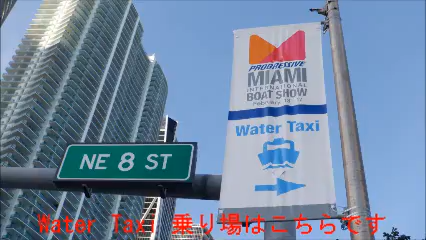 PROGRESSIVE
MIAMI
INTERNATIONAL
BOAT SHOW
Water Taxi
NE 8 ST
Water Taxi 乗り場はこちらです